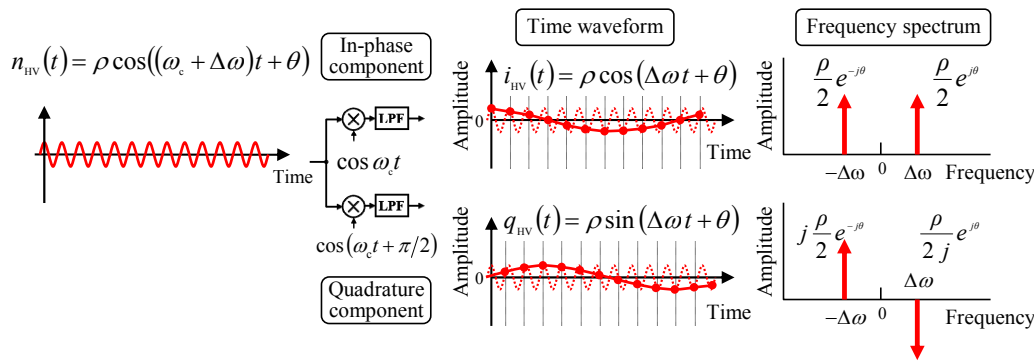 n_HV(t) = ρ cos((ω_c + Δω)t + θ)
Time
In-phase
component
LPF
cos ω_c t
LPF
cos(ω_c t + π/2)
Quadrature
component
Time waveform
Amplitude
i_HV(t) = ρ cos(Δω t + θ)
0
Time
Amplitude
q_HV(t) = ρ sin(Δω t + θ)
0
Time
Frequency spectrum
Amplitude
ρ/2 e^{-jθ}
ρ/2 e^{jθ}
-Δω
0
Δω
Frequency
Amplitude
j ρ/2 e^{-jθ}
ρ/2j e^{jθ}
Δω
-Δω
0
Frequency